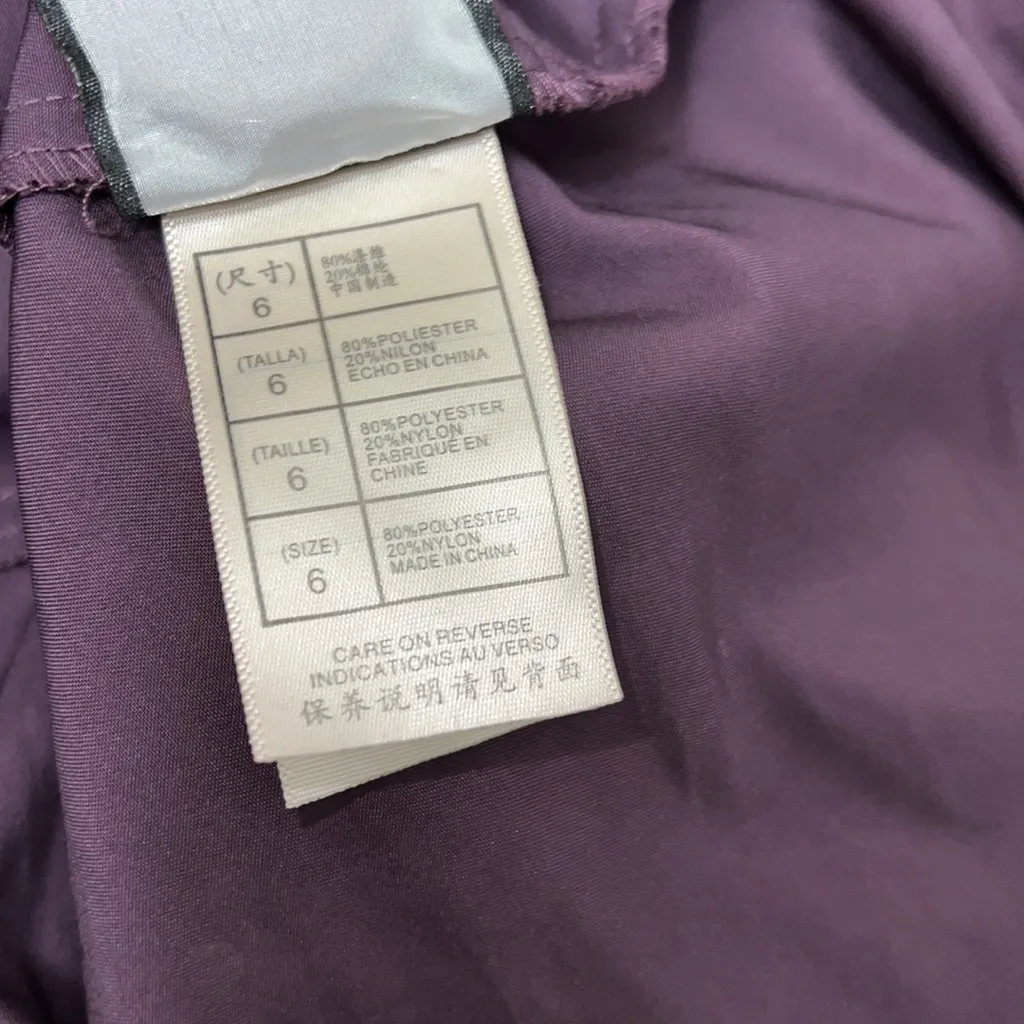 (尺寸)
6
80%涤维
20%锦纶
中国制造
(TALLA)
6
80%POLIESTER
20%NILON
ECHO EN CHINA
(TAILLE)
6
80%POLYESTER
20%NYLON
FABRIQUE EN
CHINE
(SIZE)
6
80%POLYESTER
20%NYLON
MADE IN CHINA
CARE ON REVERSE
INDICATIONS AU VERSO
保养说明请见背面